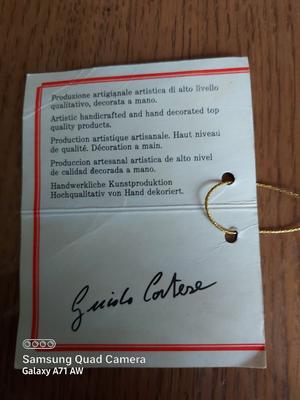 Produzione artigianale artistica di alto livello
qualitativo, decorata a mano.
Artistic handicrafted and hand decorated top
quality products.
Production artistique artisanale. Haut niveau
de qualité. Décoration a main.
Produccion artesanal artistica de alto nivel
de calidad decorada a mano.
Handwerkliche Kunstproduktion
Hochqualitativ von Hand dekoriert.
Guido Cortese
Samsung Quad Camera
Galaxy A71 AW